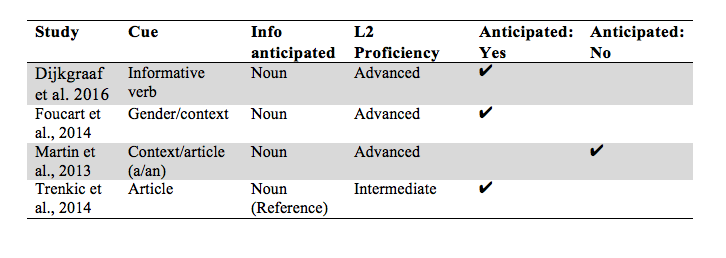 Study Cue Info anticipated L2 Proficiency Anticipated: Yes Anticipated: No
Dijkgraaf et al. 2016 Informative verb Noun Advanced ✔
Foucart et al., 2014 Gender/context Noun Advanced ✔
Martin et al., 2013 Context/article (a/an) Noun Advanced ✔
Trenkic et al., 2014 Article Noun (Reference) Intermediate ✔